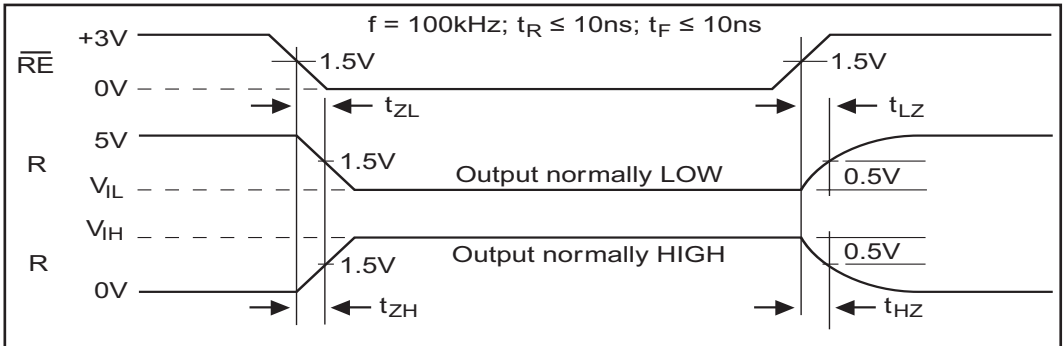 f = 100kHz; tR ≤ 10ns; tF ≤ 10ns
+3V
RE
1.5V
1.5V
0V
tZL
tLZ
5V
R
1.5V
Output normally LOW
0.5V
VIL
VIH
R
1.5V
Output normally HIGH
0.5V
0V
tZH
tHZ